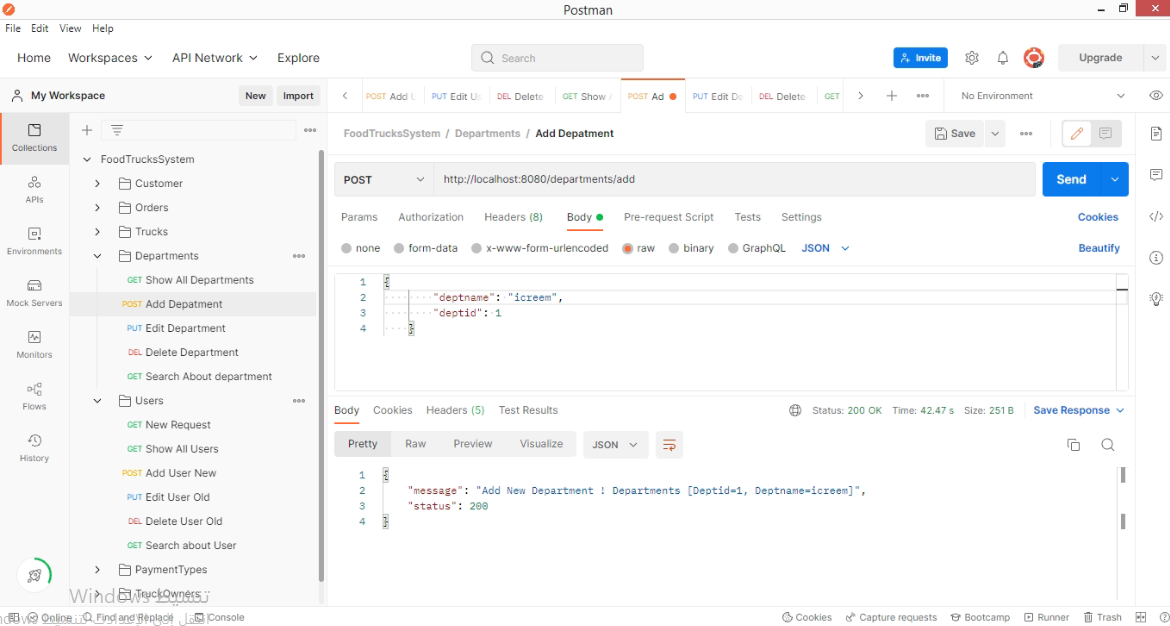 Postman
File Edit View Help
Home Workspaces API Network Explore Search Invite Upgrade
My Workspace New Import POST Add U PUT Edit Us DEL Delete GET Show A POST Ad PUT Edit De DEL Delete GET No Environment
FoodTrucksSystem / Departments / Add Depatment Save
Collections
APIs
Environments
Mock Servers
Monitors
Flows
History
FoodTrucksSystem
Customer
Orders
Trucks
Departments
GET Show All Departments
POST Add Depatment
PUT Edit Department
DEL Delete Department
GET Search About department
Users
GET New Request
GET Show All Users
POST Add User New
PUT Edit User Old
DEL Delete User Old
GET Search about User
PaymentTypes
TruckOwners
POST http://localhost:8080/departments/add Send
Params Authorization Headers (8) Body Pre-request Script Tests Settings Cookies
none form-data x-www-form-urlencoded raw binary GraphQL JSON Beautify
1 {
2 "deptname": "icreem",
3 "deptid": 1
4 }
Body Cookies Headers (5) Test Results Status: 200 OK Time: 42.47 s Size: 251 B Save Response
Pretty Raw Preview Visualize JSON
1 {
2 "message": "Add New Department ! Departments [Deptid=1, Deptname=icreem]",
3 "status": 200
4 }
تنشيط Windows
Online Find and Replace Console Cookies Capture requests Bootcamp Runner Trash